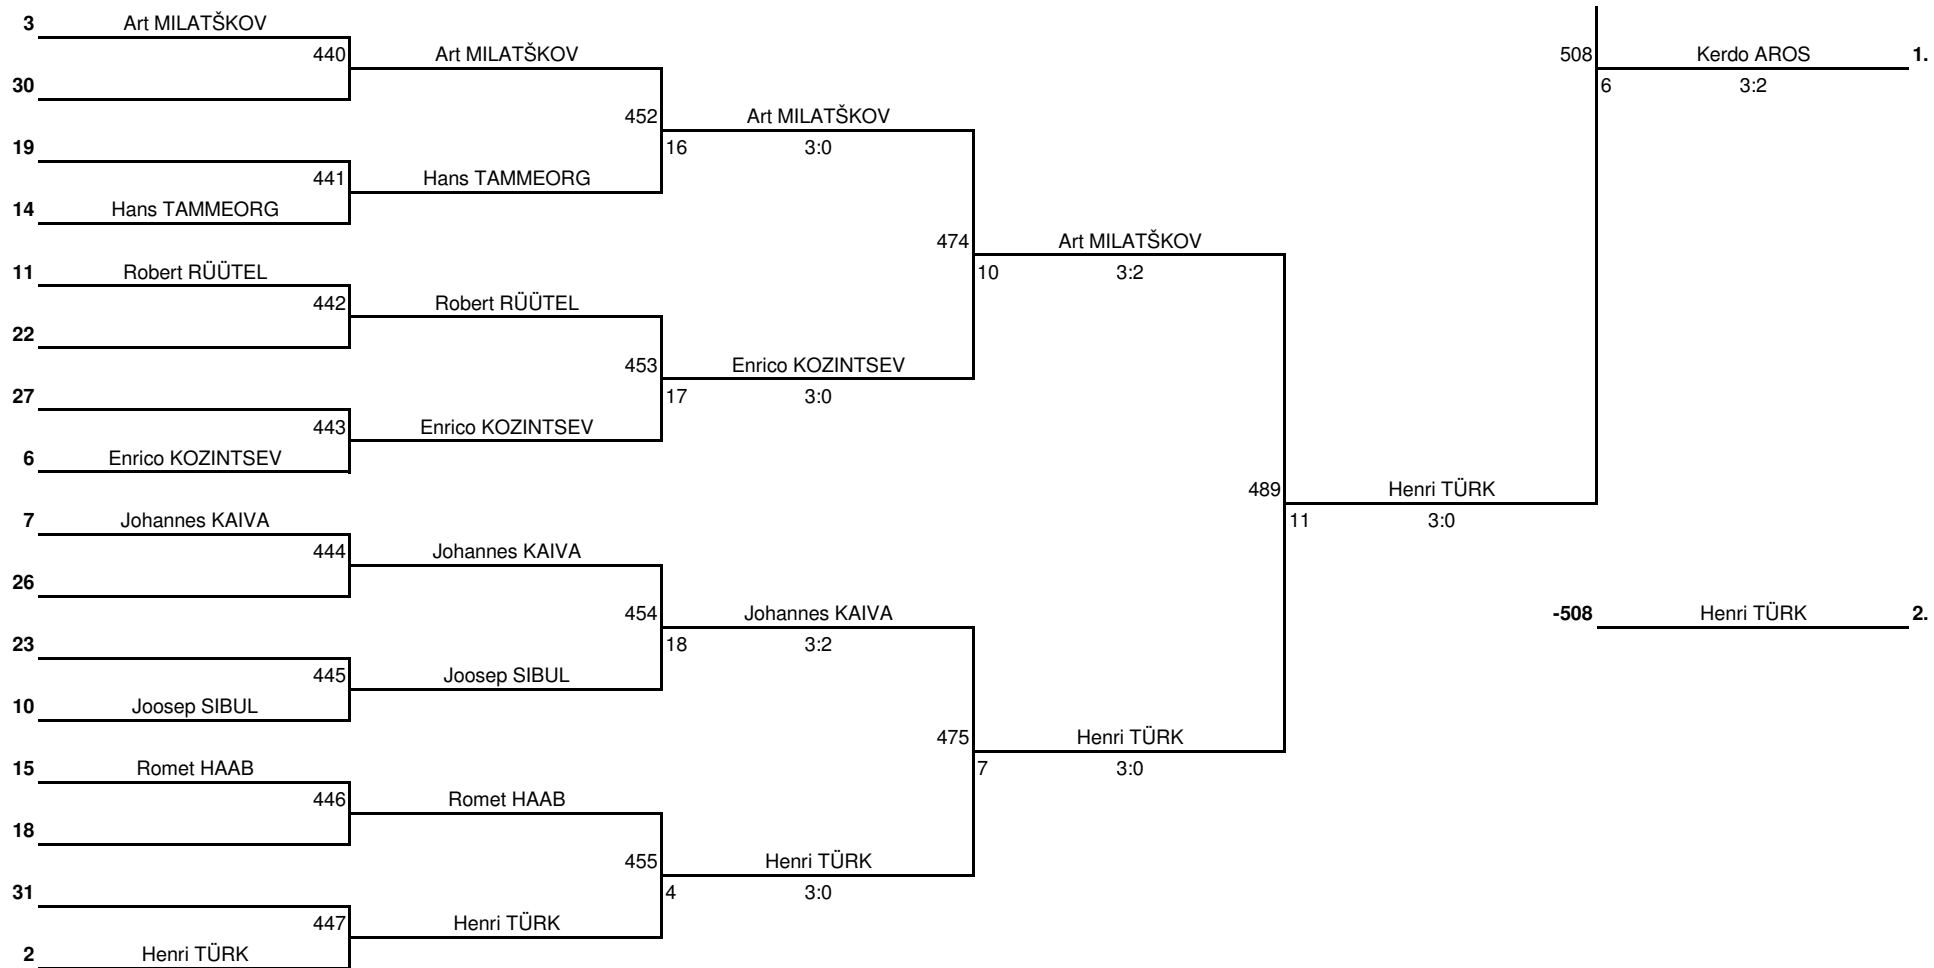 3 Art MILATŠKOV
440 Art MILATŠKOV 508 Kerdo AROS 1.
30 6 3:2
452 Art MILATŠKOV
19 16 3:0
441 Hans TAMMEORG
14 Hans TAMMEORG
474 Art MILATŠKOV
11 Robert RÜÜTEL 10 3:2
442 Robert RÜÜTEL
22
453 Enrico KOZINTSEV
27 17 3:0
443 Enrico KOZINTSEV
6 Enrico KOZINTSEV
489 Henri TÜRK
7 Johannes KAIVA 11 3:0
444 Johannes KAIVA
26
454 Johannes KAIVA -508 Henri TÜRK 2.
23 18 3:2
445 Joosep SIBUL
10 Joosep SIBUL
475 Henri TÜRK
15 Romet HAAB 7 3:0
446 Romet HAAB
18
455 Henri TÜRK
31 4 3:0
447 Henri TÜRK
2 Henri TÜRK